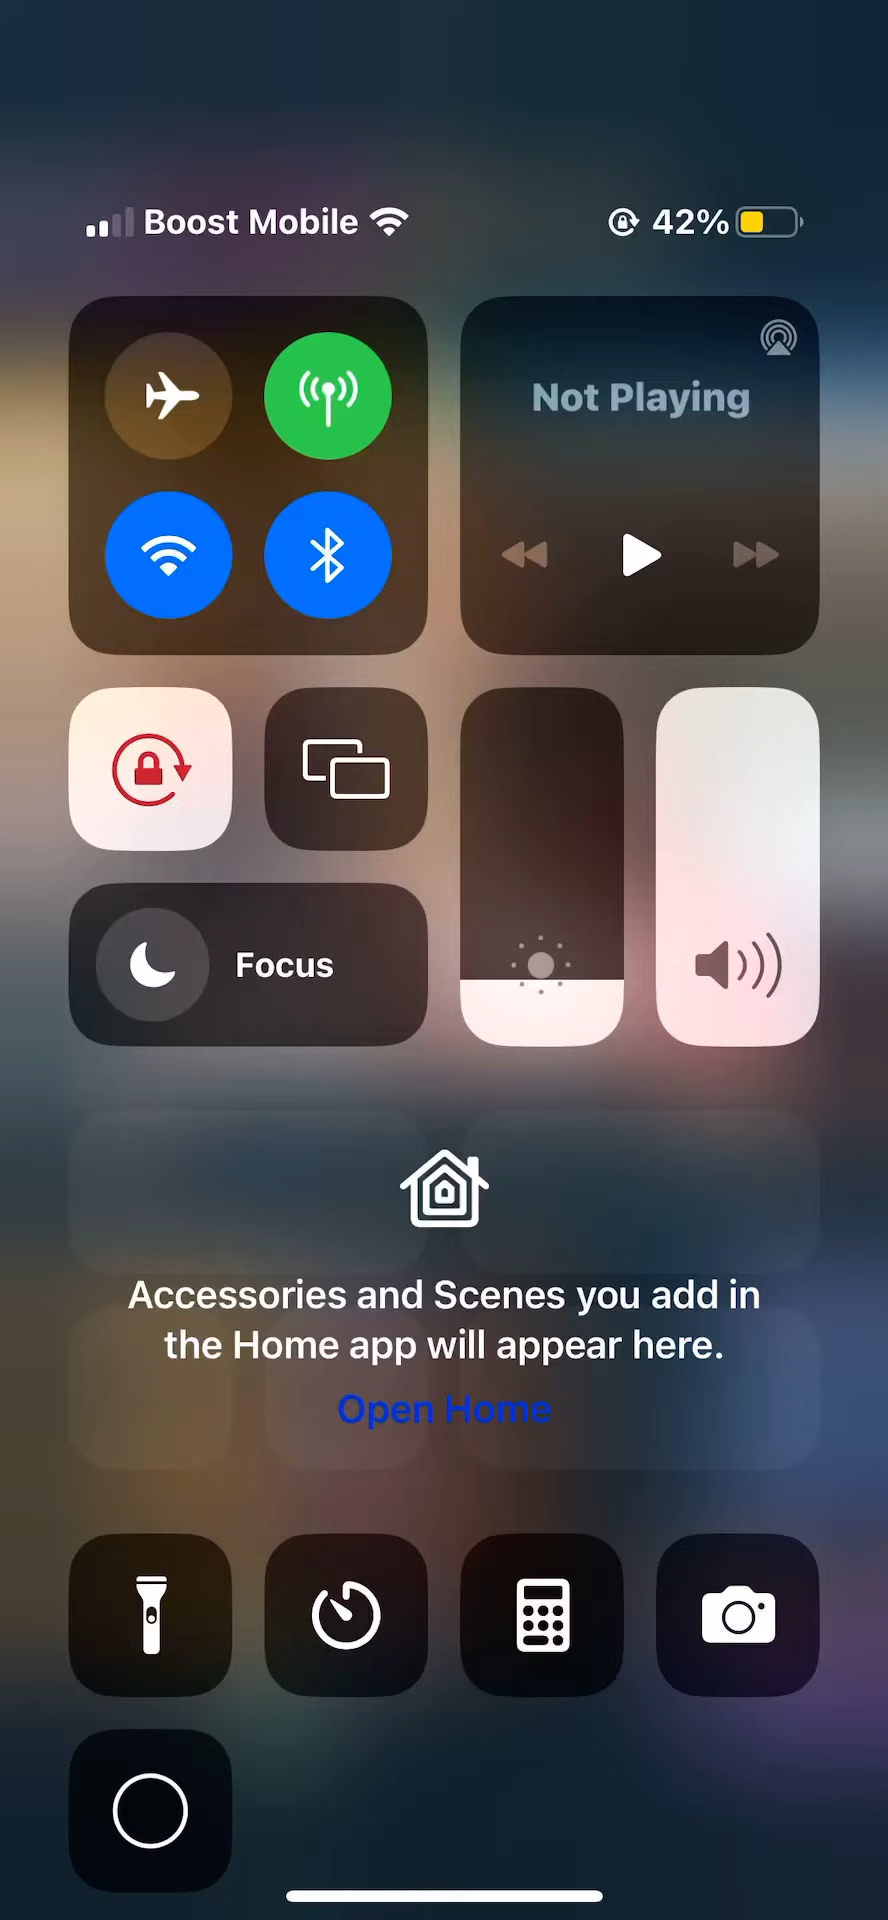 Boost Mobile
42%
Not Playing
Focus
Accessories and Scenes you add in
the Home app will appear here.
Open Home